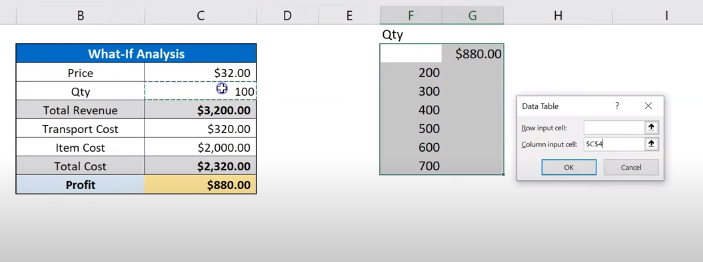 B C D E F G H I
Qty
What-If Analysis
$880.00
Price $32.00
200
Qty 100
300
Total Revenue $3,200.00
400
Transport Cost $320.00
500
Item Cost $2,000.00
600
Total Cost $2,320.00
700
Profit $880.00
Data Table ? X
Row input cell:
Column input cell: $C$4
OK Cancel